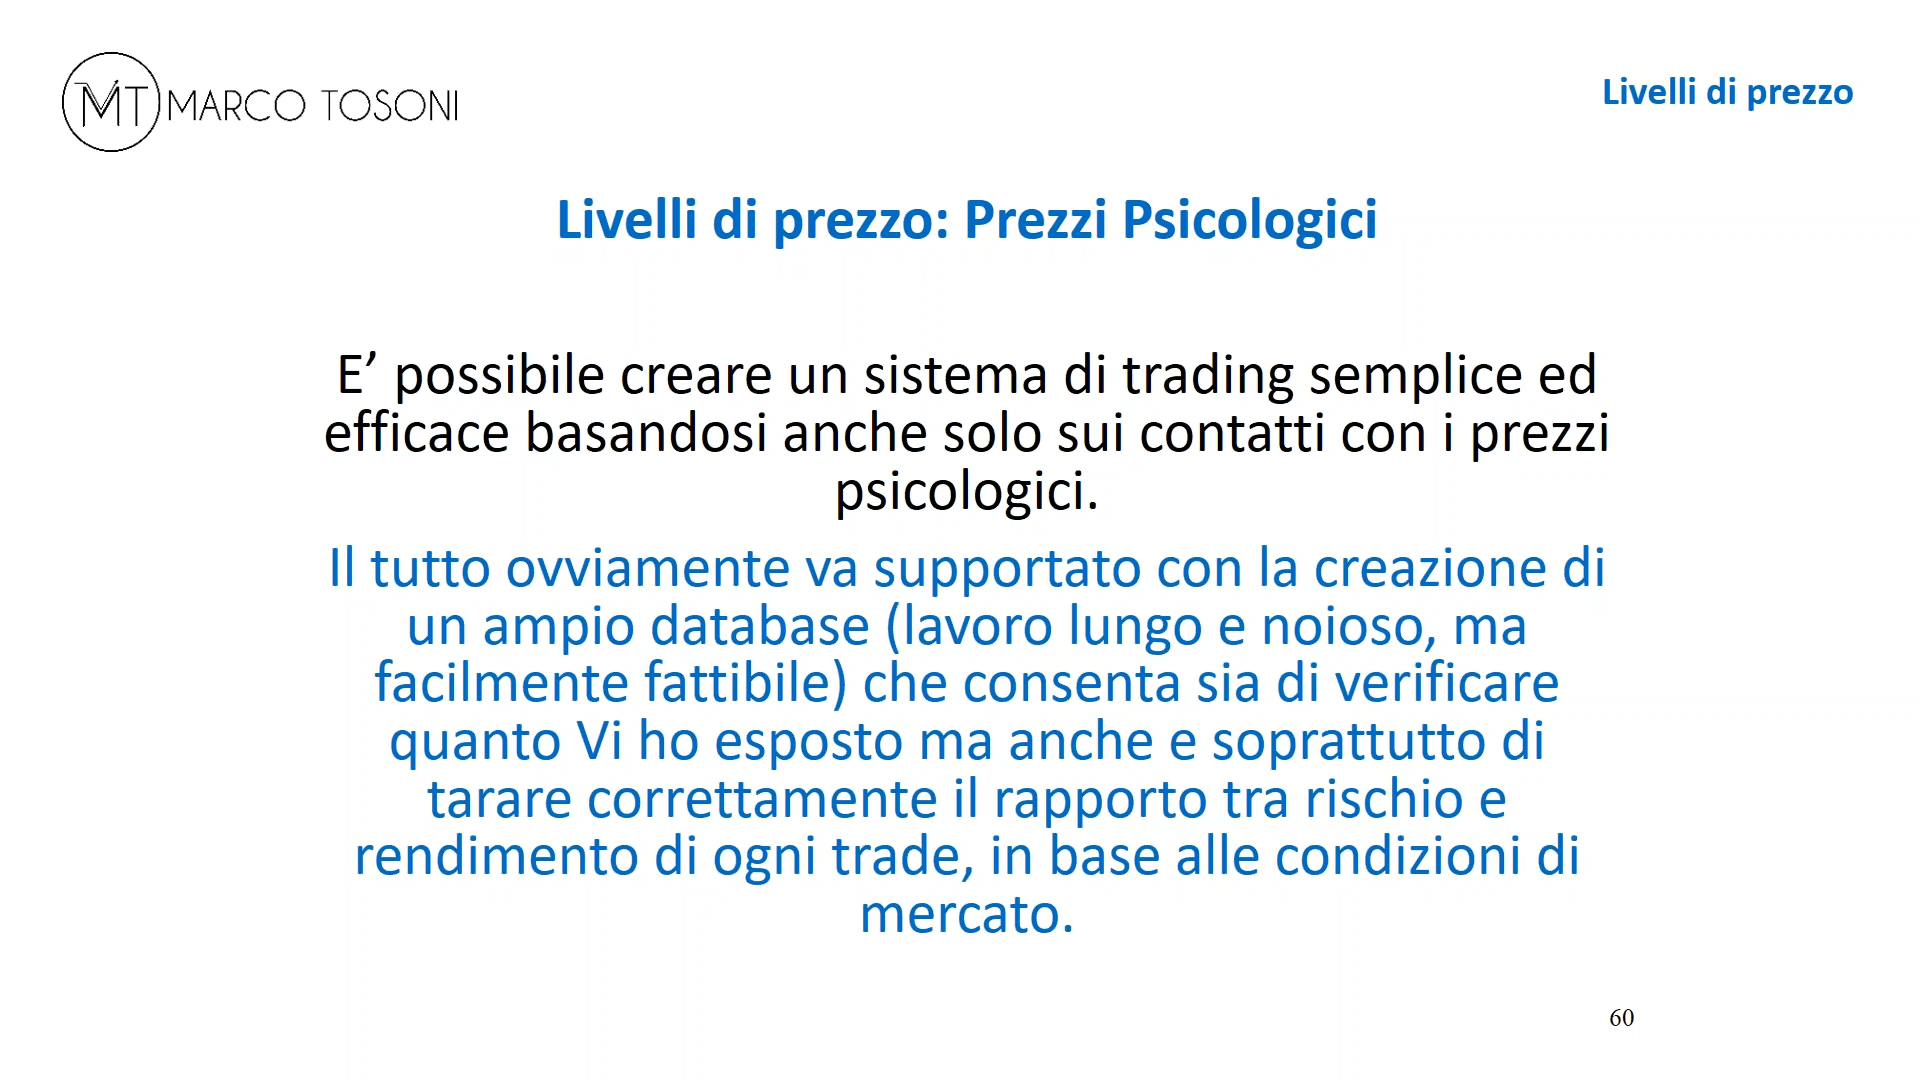 MT MARCO TOSONI
Livelli di prezzo
Livelli di prezzo: Prezzi Psicologici
E’ possibile creare un sistema di trading semplice ed
efficace basandosi anche solo sui contatti con i prezzi
psicologici.
Il tutto ovviamente va supportato con la creazione di
un ampio database (lavoro lungo e noioso, ma
facilmente fattibile) che consenta sia di verificare
quanto Vi ho esposto ma anche e soprattutto di
tarare correttamente il rapporto tra rischio e
rendimento di ogni trade, in base alle condizioni di
mercato.
60